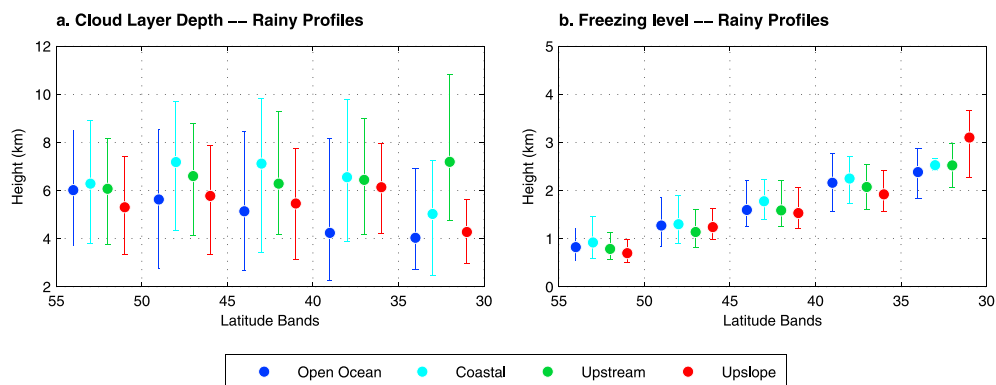 a. Cloud Layer Depth –– Rainy Profiles
Height (km)
12
10
8
6
4
2
55 50 45 40 35 30
Latitude Bands
b. Freezing level –– Rainy Profiles
Height (km)
5
4
3
2
1
0
55 50 45 40 35 30
Latitude Bands
Open Ocean Coastal Upstream Upslope